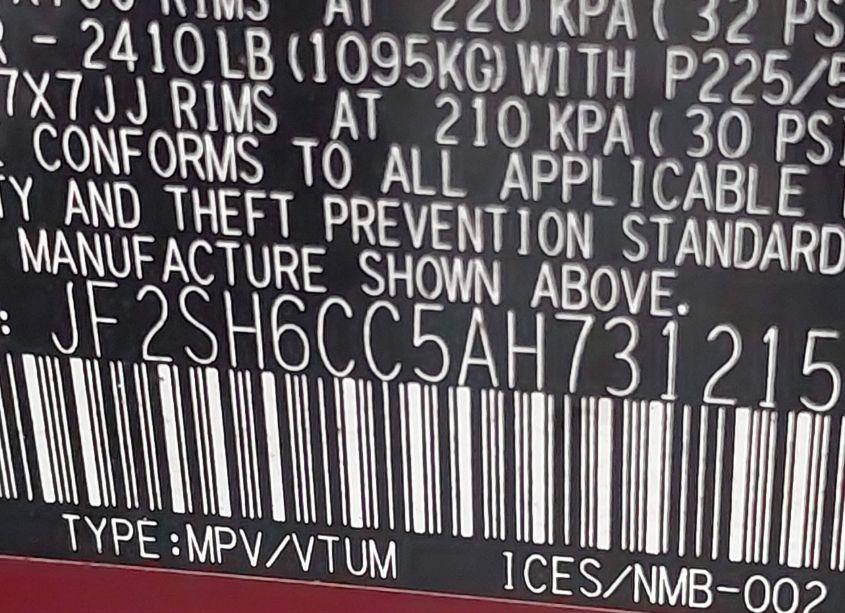 RIMS AT 220 KPA( 32 PS
- 2410LB(1095KG)WITH P225/5
7X7JJ RIMS AT 210 KPA( 30 PS
CONFORMS TO ALL APPLICABLE
TY AND THEFT PREVENTION STANDARD
MANUFACTURE SHOWN ABOVE.
: JF2SH6CC5AH731215
TYPE:MPV/VTUM ICES/NMB-002